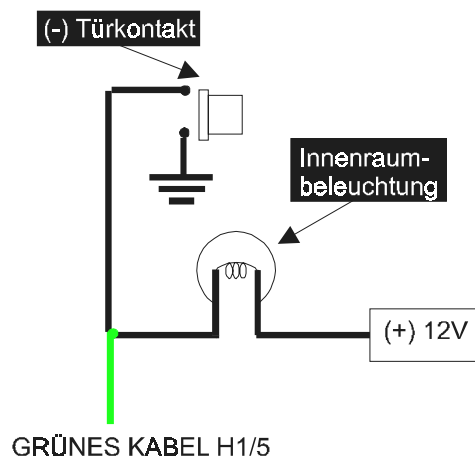 (-) Türkontakt
Innenraum-
beleuchtung
(+) 12V
GRÜNES KABEL H1/5